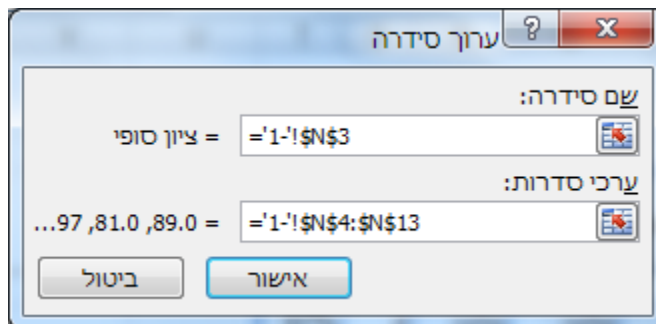 ערוך סידרה
שם סידרה:
='1-'!$N$3 = ציון סופי
ערכי סדרות:
='1-'!$N$4:$N$13 = 89.0, 81.0, 97...
אישור ביטול